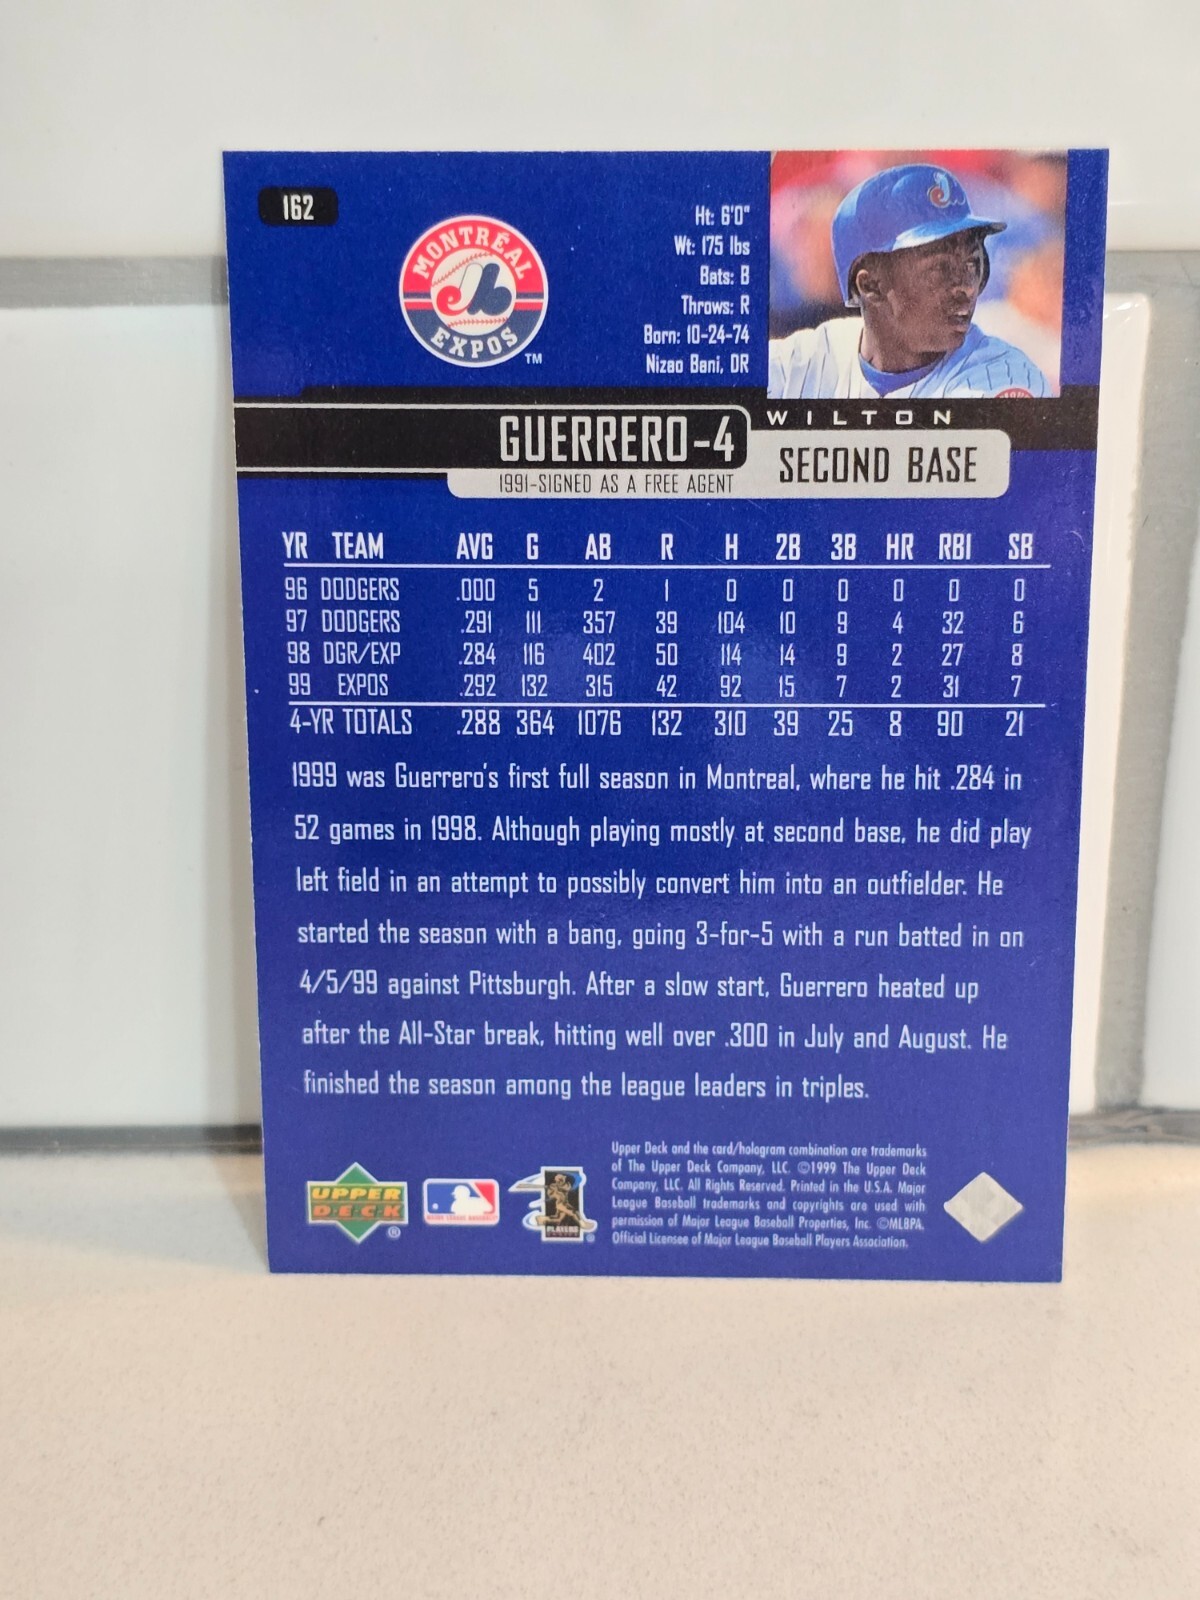 162
MONTRÉAL
EXPOS
TM
Ht: 6'0"
Wt: 175 lbs
Bats: B
Throws: R
Born: 10-24-74
Nizao Bani, DR
WILTON
GUERRERO-4
SECOND BASE
1991-SIGNED AS A FREE AGENT
YR TEAM AVG G AB R H 2B 3B HR RBI SB
96 DODGERS .000 5 2 1 0 0 0 0 0 0
97 DODGERS .291 111 357 39 104 10 9 4 32 6
98 DGR/EXP .284 116 402 50 114 14 9 2 27 8
99 EXPOS .292 132 315 42 92 15 7 2 31 7
4-YR TOTALS .288 364 1076 132 310 39 25 8 90 21
1999 was Guerrero's first full season in Montreal, where he hit .284 in
52 games in 1998. Although playing mostly at second base, he did play
left field in an attempt to possibly convert him into an outfielder. He
started the season with a bang, going 3-for-5 with a run batted in on
4/5/99 against Pittsburgh. After a slow start, Guerrero heated up
after the All-Star break, hitting well over .300 in July and August. He
finished the season among the league leaders in triples.
Upper Deck and the card/hologram combination are trademarks
of The Upper Deck Company, LLC. ©1999 The Upper Deck
Company, LLC. All Rights Reserved. Printed in the U.S.A. Major
League Baseball trademarks and copyrights are used with
permission of Major League Baseball Properties, Inc. ©MLBPA.
Official Licensee of Major League Baseball Players Association.
UPPER
DECK
®
MAJOR LEAGUE BASEBALL
PLAYERS
®